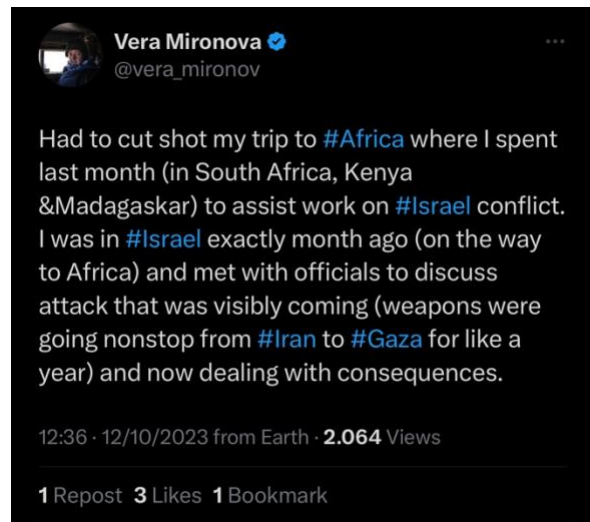 Vera Mironova
@vera_mironov
Had to cut shot my trip to #Africa where I spent
last month (in South Africa, Kenya
&Madagaskar) to assist work on #Israel conflict.
I was in #Israel exactly month ago (on the way
to Africa) and met with officials to discuss
attack that was visibly coming (weapons were
going nonstop from #Iran to #Gaza for like a
year) and now dealing with consequences.
12:36 · 12/10/2023 from Earth · 2.064 Views
1 Repost 3 Likes 1 Bookmark